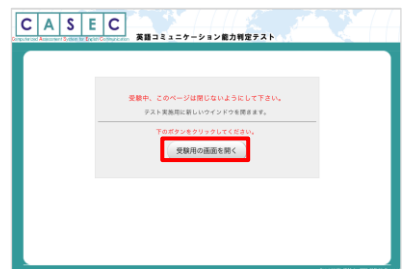 CASEC
Computerized Assessment System for English Communication
英語コミュニケーション能力判定テスト
受験中、このページは閉じないようにして下さい。
テスト実施用に新しいウインドウを開きます。
下のボタンをクリックしてください。
受験用の画面を開く